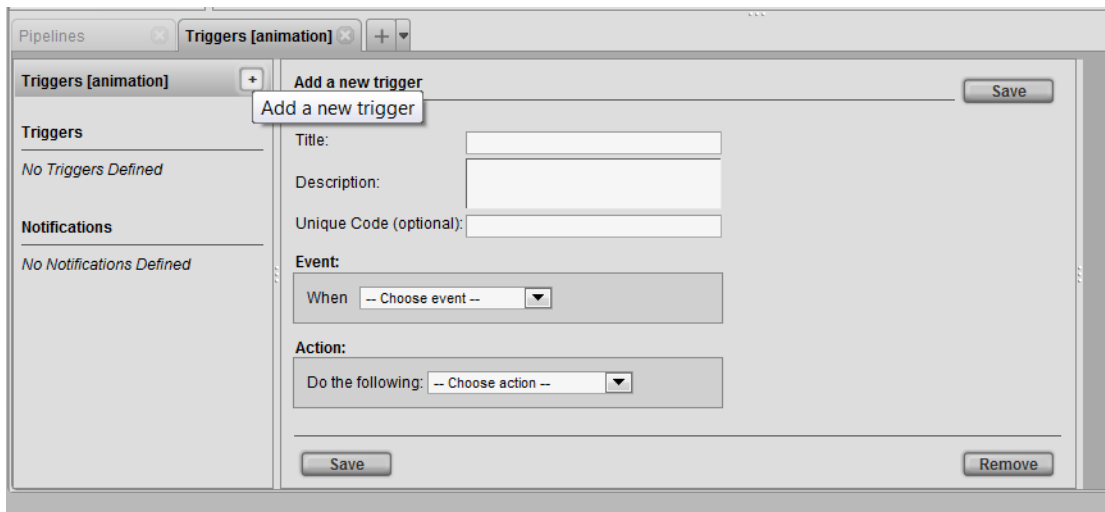 Pipelines
Triggers [animation]
+
Triggers [animation]
+
Add a new trigger
Triggers
No Triggers Defined
Notifications
No Notifications Defined
Add a new trigger
Save
Title:
Description:
Unique Code (optional):
Event:
When -- Choose event --
Action:
Do the following: -- Choose action --
Save
Remove